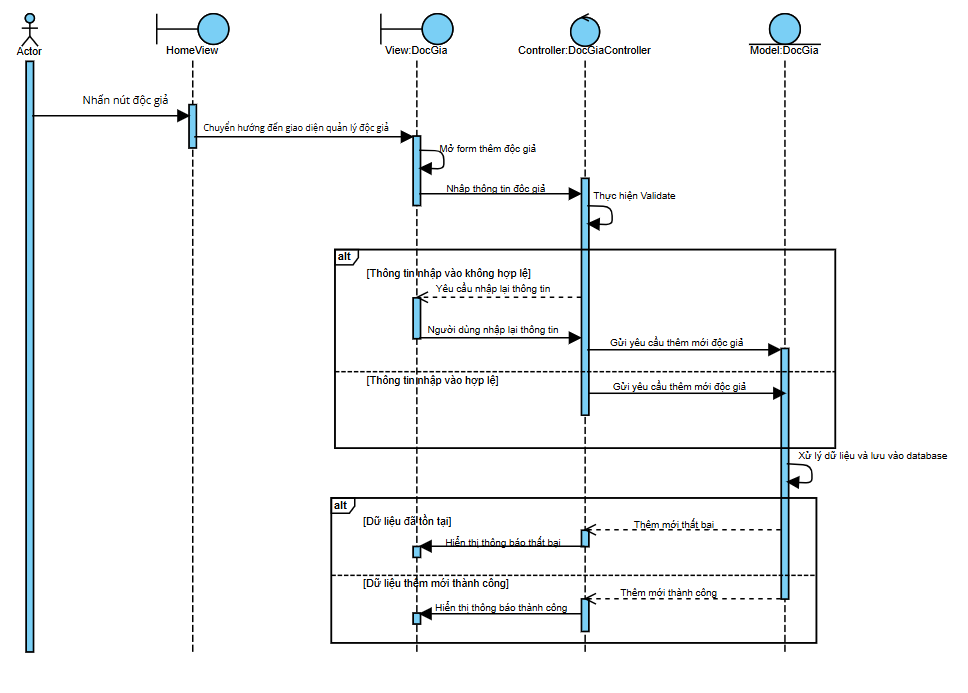 Actor
HomeView
View:DocGia
Controller:DocGiaController
Model:DocGia
Nhấn nút độc giả
Chuyển hướng đến giao diện quản lý độc giả
Mở form thêm độc giả
Nhập thông tin độc giả
Thực hiện Validate
alt
[Thông tin nhập vào không hợp lệ]
Yêu cầu nhập lại thông tin
Người dùng nhập lại thông tin
Gửi yêu cầu thêm mới độc giả
[Thông tin nhập vào hợp lệ]
Gửi yêu cầu thêm mới độc giả
Xử lý dữ liệu và lưu vào database
alt
[Dữ liệu đã tồn tại]
Thêm mới thất bại
Hiển thị thông báo thất bại
[Dữ liệu thêm mới thành công]
Thêm mới thành công
Hiển thị thông báo thành công